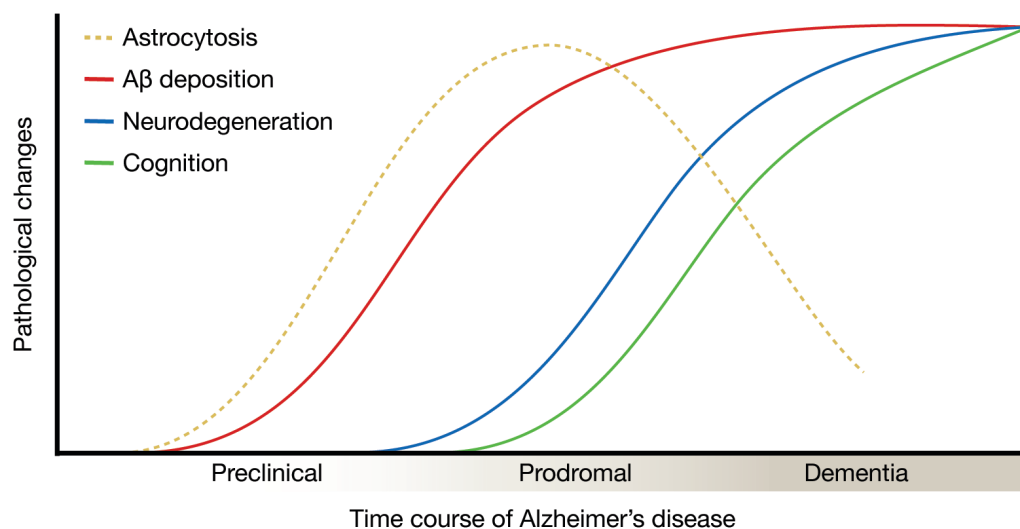 Astrocytosis
Aβ deposition
Neurodegeneration
Cognition
Pathological changes
Preclinical
Prodromal
Dementia
Time course of Alzheimer’s disease